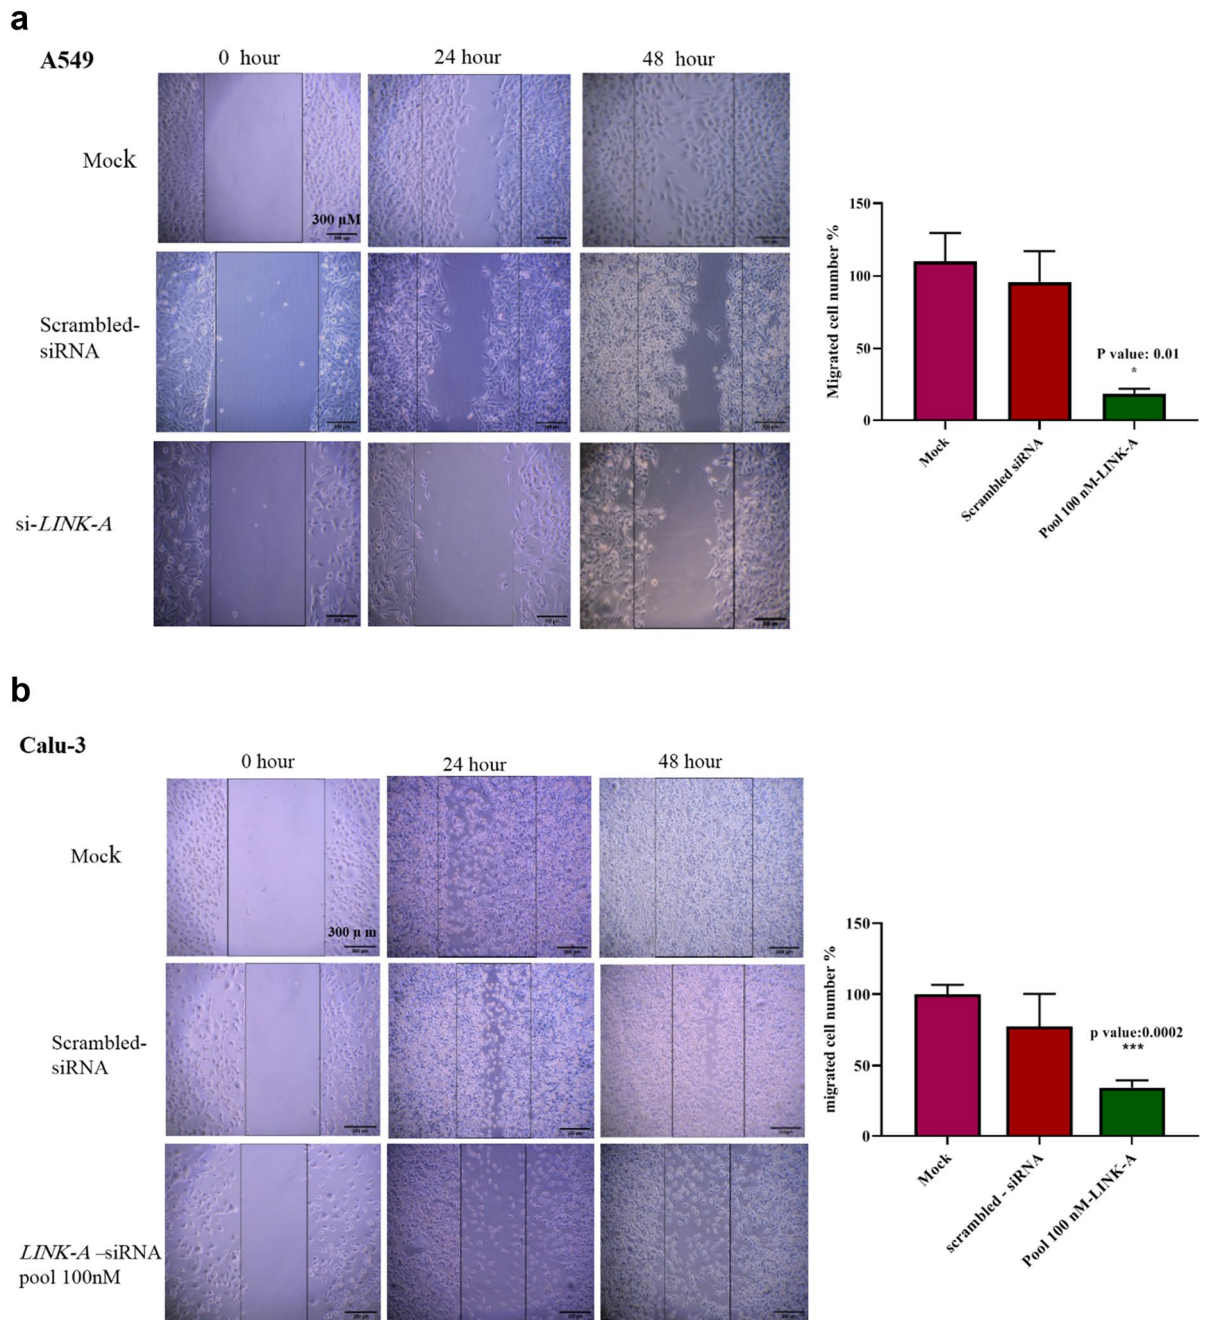 a
A549
0 hour
24 hour
48 hour
Mock
300 µM
Scrambled-
siRNA
si-LINK-A
Migrated cell number %
150
100
50
0
P value: 0.01
*
Mock
Scrambled siRNA
Pool 100 nM-LINK-A
b
Calu-3
0 hour
24 hour
48 hour
Mock
300 µ m
Scrambled-
siRNA
LINK-A –siRNA
pool 100nM
migrated cell number %
150
100
50
0
p value:0.0002
***
Mock
scrambled - siRNA
Pool 100 nM-LINK-A